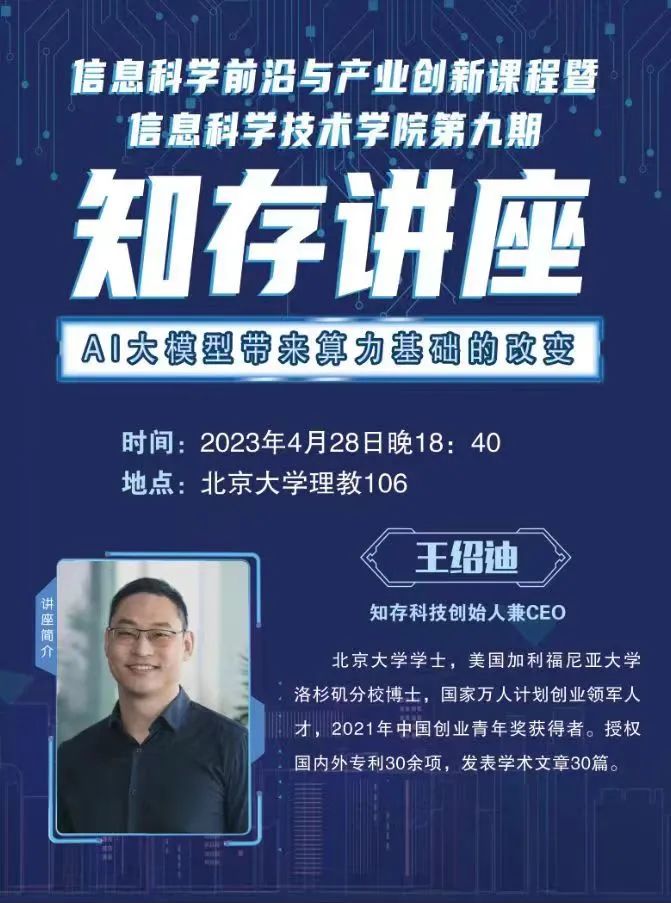 信息科学前沿与产业创新课程暨
信息科学技术学院第九期
知存讲座
AI大模型带来算力基础的改变
时间：2023年4月28日晚18：40
地点：北京大学理教106
讲座简介
王绍迪
知存科技创始人兼CEO
北京大学学士，美国加利福尼亚大学
洛杉矶分校博士，国家万人计划创业领军人
才，2021年中国创业青年奖获得者。授权
国内外专利30余项，发表学术文章30篇。